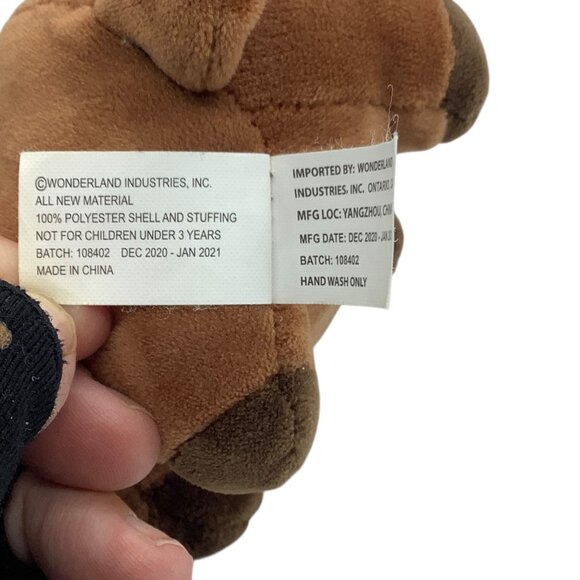 ©WONDERLAND INDUSTRIES, INC.
ALL NEW MATERIAL
100% POLYESTER SHELL AND STUFFING
NOT FOR CHILDREN UNDER 3 YEARS
BATCH: 108402 DEC 2020 - JAN 2021
MADE IN CHINA
IMPORTED BY: WONDERLAND
INDUSTRIES, INC. ONTARIO,
MFG LOC: YANGZHOU,
MFG DATE: DEC 2020 - JAN
BATCH: 108402
HAND WASH ONLY